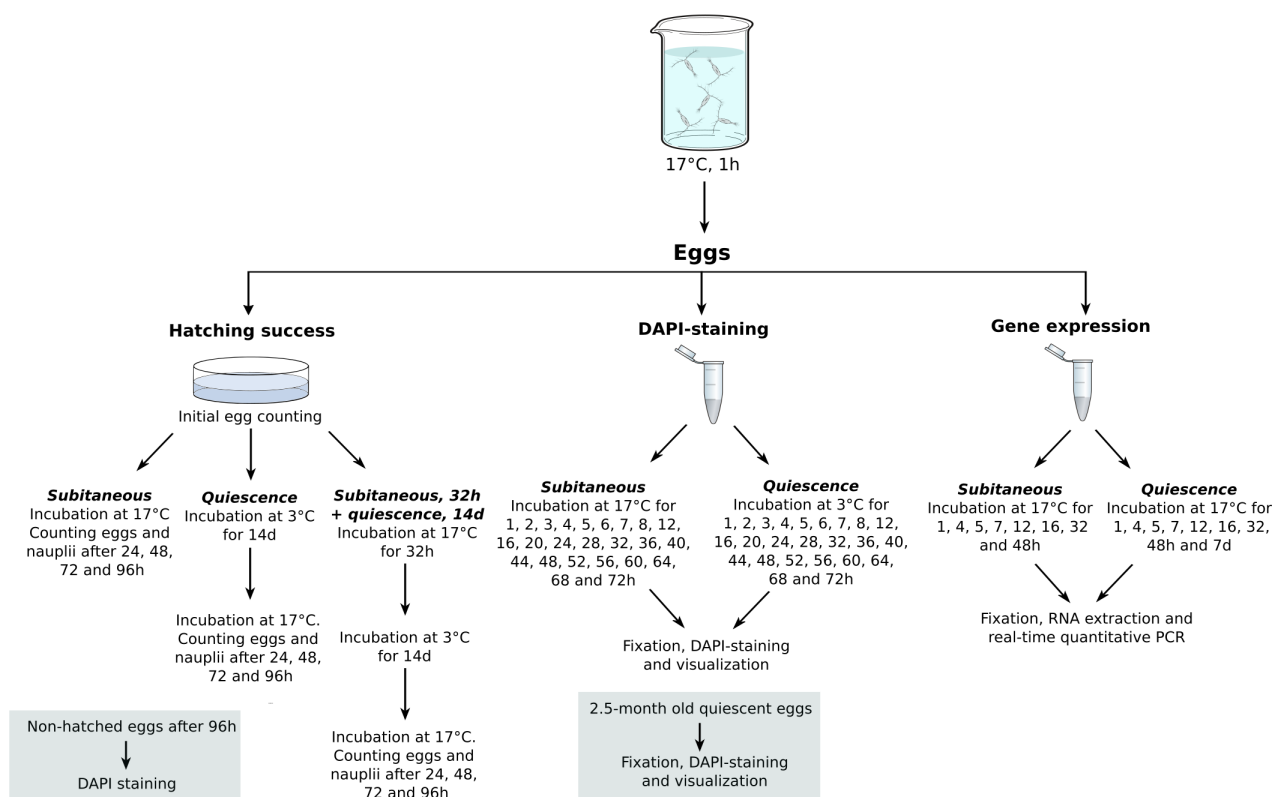 17°C, 1h
Eggs
Hatching success
Initial egg counting
Subitaneous
Incubation at 17°C
Counting eggs and
nauplii after 24, 48,
72 and 96h
Quiescence
Incubation at 3°C
for 14d
Incubation at 17°C.
Counting eggs and
nauplii after 24, 48,
72 and 96h
Subitaneous, 32h
+ quiescence, 14d
Incubation at 17°C
for 32h
Incubation at 3°C
for 14d
Incubation at 17°C.
Counting eggs and
nauplii after 24, 48,
72 and 96h
Non-hatched eggs after 96h
DAPI staining
DAPI-staining
Subitaneous
Incubation at 17°C for
1, 2, 3, 4, 5, 6, 7, 8, 12,
16, 20, 24, 28, 32, 36, 40,
44, 48, 52, 56, 60, 64,
68 and 72h
Quiescence
Incubation at 3°C for
1, 2, 3, 4, 5, 6, 7, 8, 12,
16, 20, 24, 28, 32, 36, 40,
44, 48, 52, 56, 60, 64,
68 and 72h
Fixation, DAPI-staining
and visualization
2.5-month old quiescent eggs
Fixation, DAPI-staining
and visualization
Gene expression
Subitaneous
Incubation at 17°C for
1, 4, 5, 7, 12, 16, 32
and 48h
Quiescence
Incubation at 17°C for
1, 4, 5, 7, 12, 16, 32,
48h and 7d
Fixation, RNA extraction and
real-time quantitative PCR